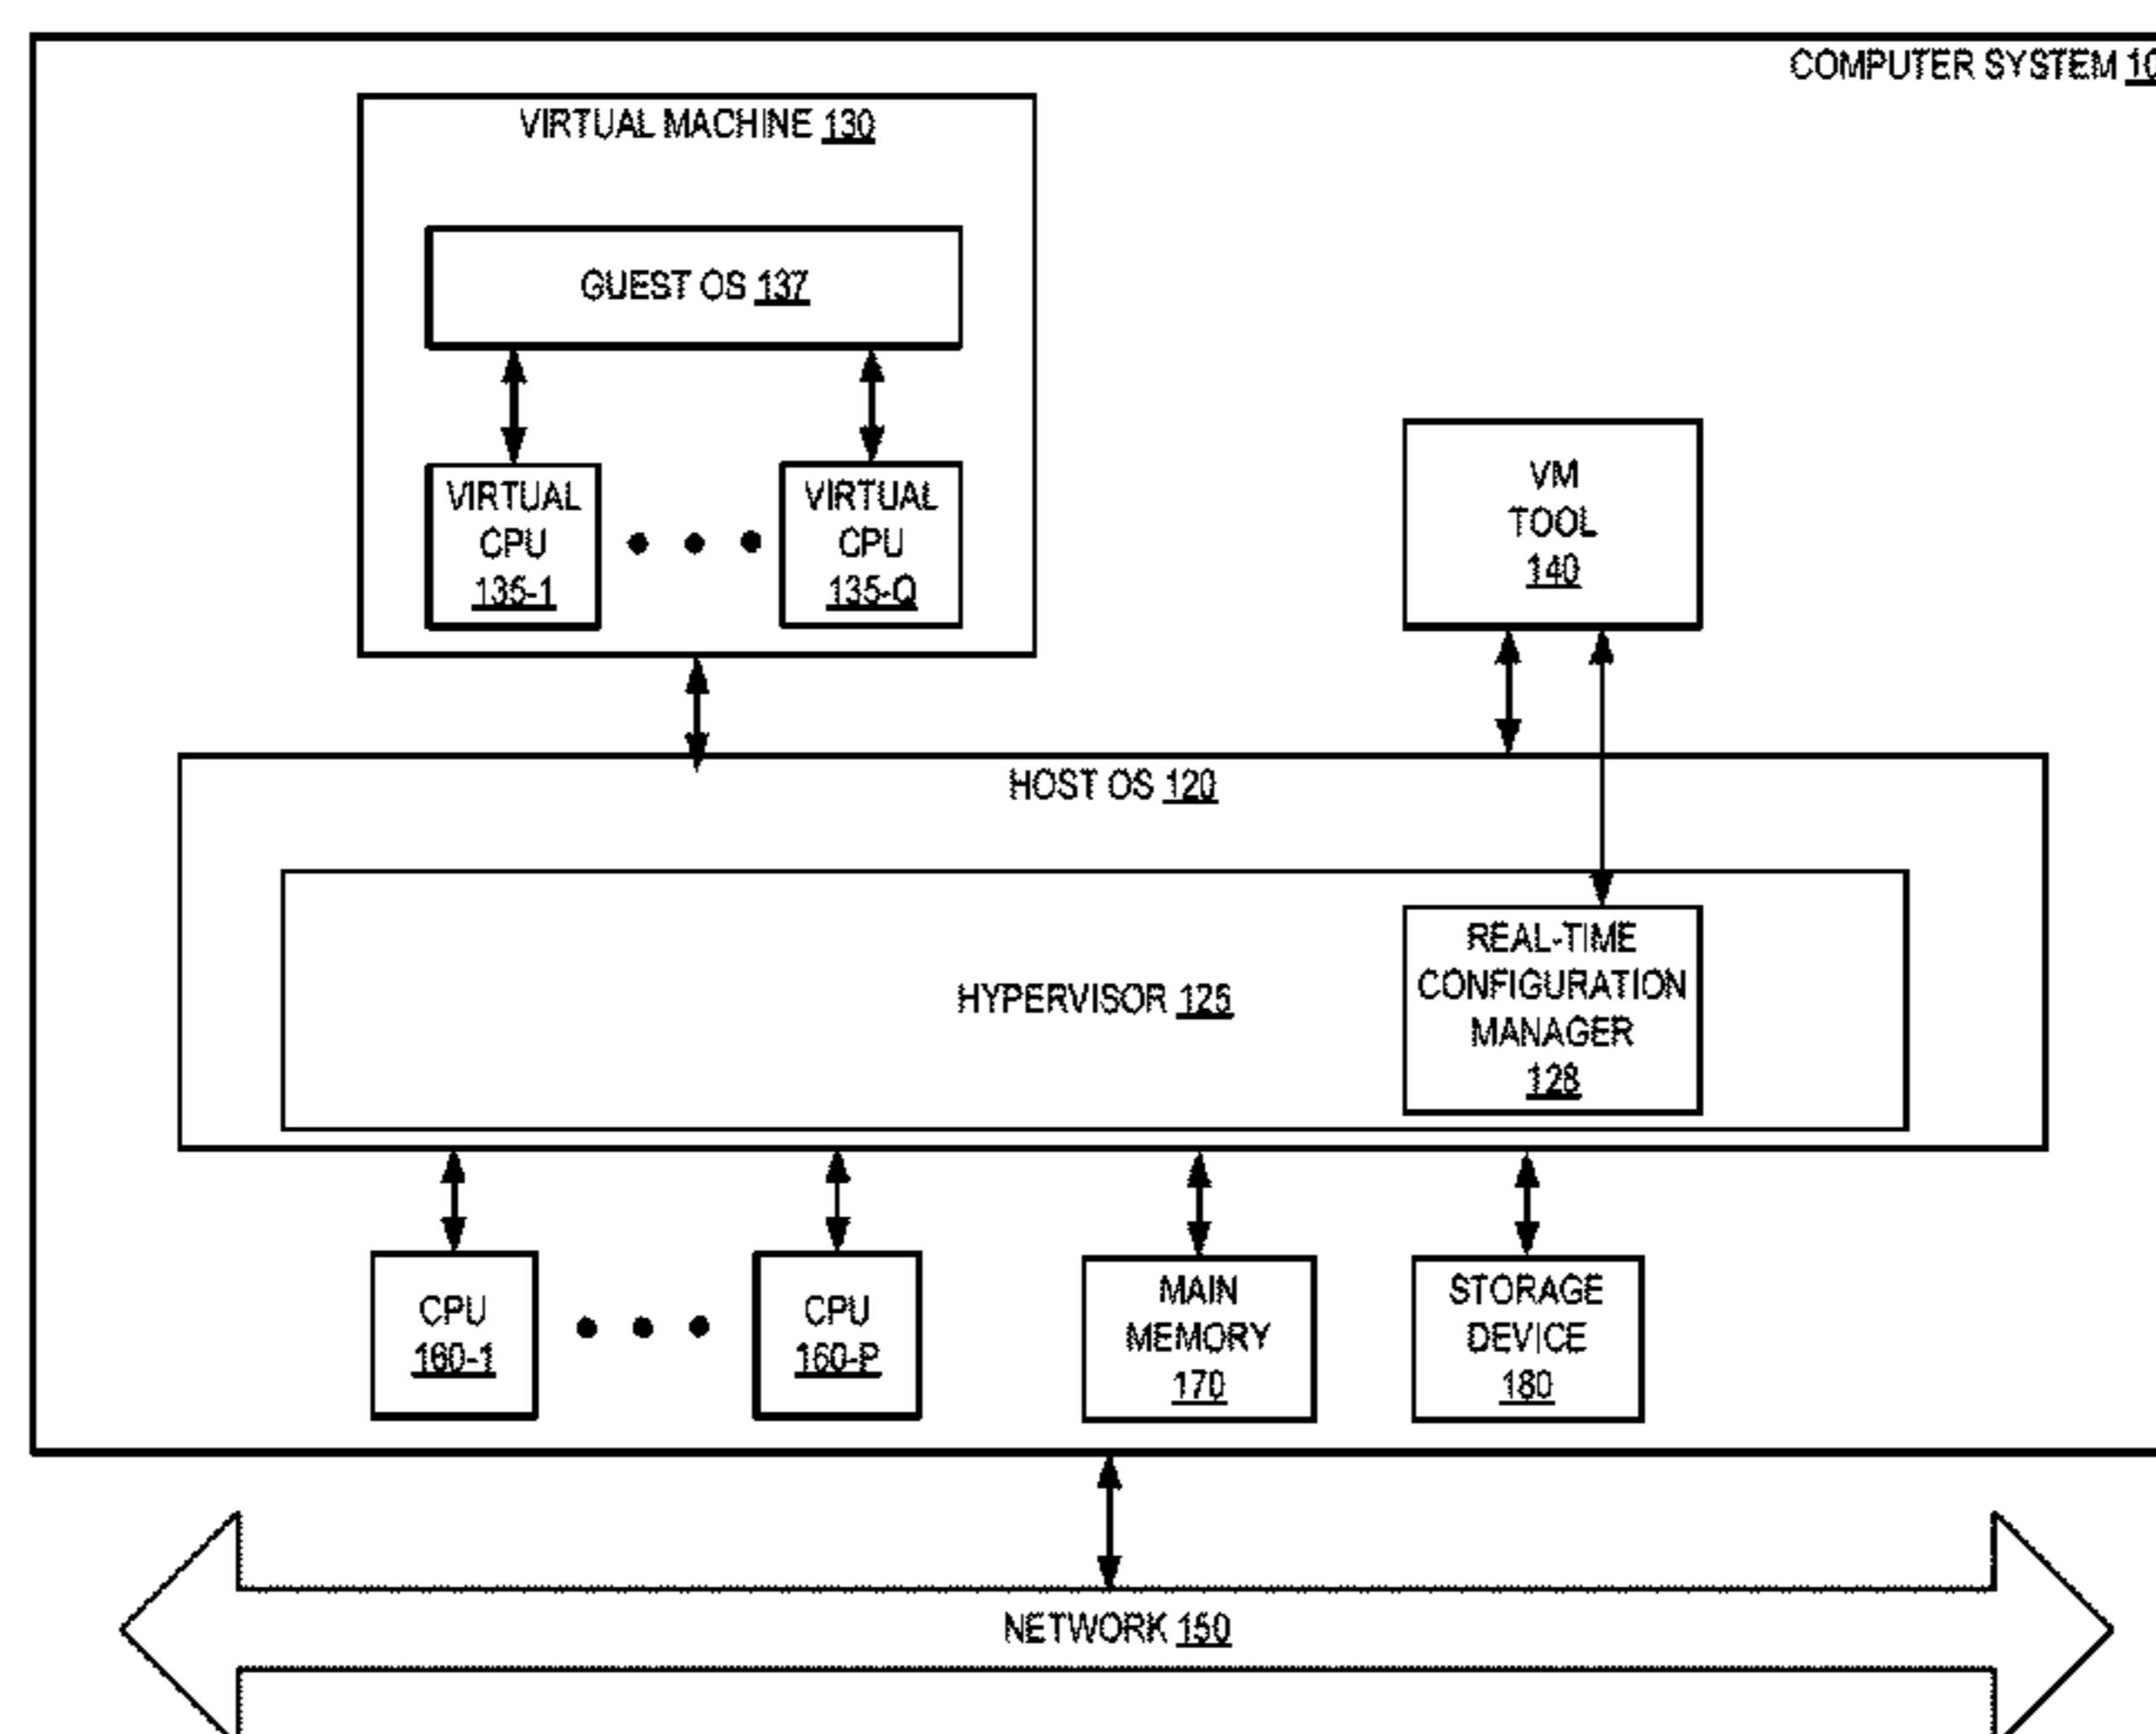 COMPUTER SYSTEM
VIRTUAL MACHINE 130
GUEST OS 137
VIRTUAL
CPU
135-1
VIRTUAL
CPU
135-Q
VM
TOOL
140
HOST OS 120
HYPERVISOR 125
REAL-TIME
CONFIGURATION
MANAGER
128
CPU
160-1
CPU
160-P
MAIN
MEMORY
170
STORAGE
DEVICE
180
NETWORK 150